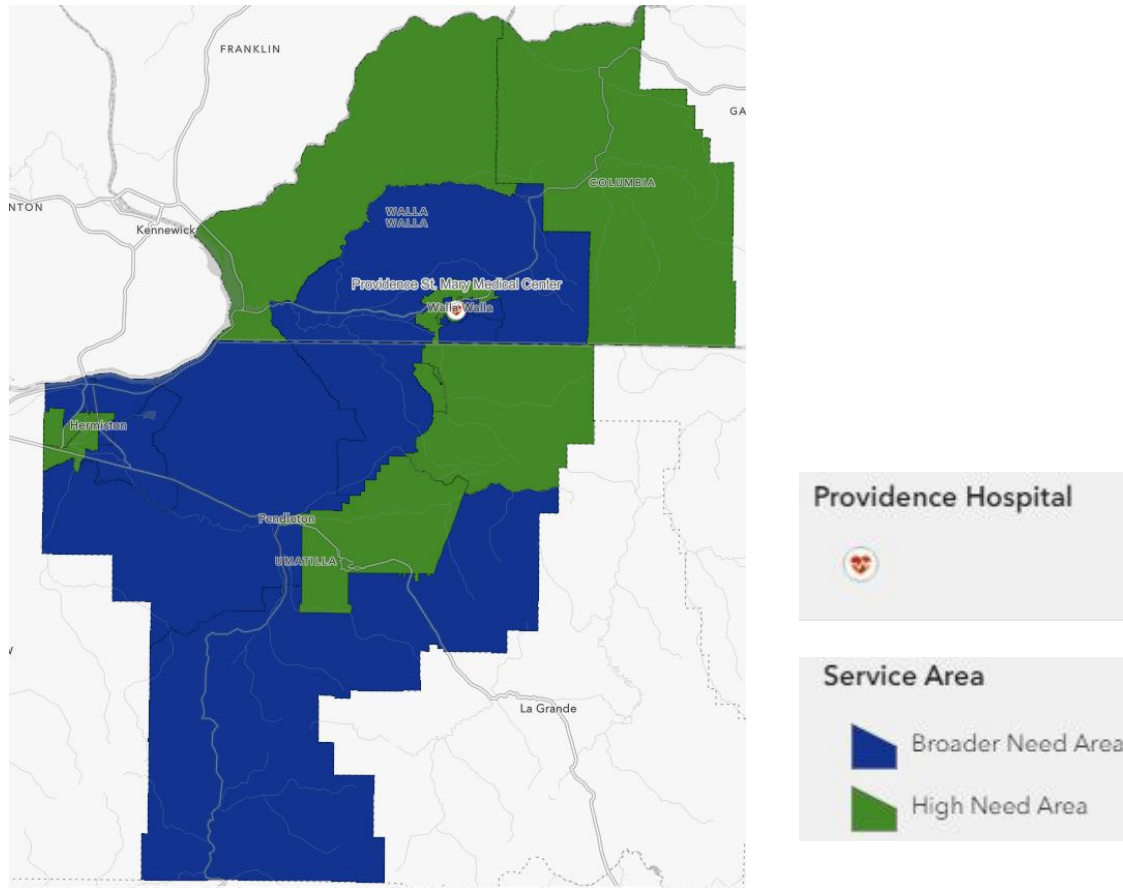 FRANKLIN
GA
COLUMBIA
NTON
WALLA
WALLA
Kennewick
Providence St. Mary Medical Center
Walla Walla
Hermiston
Pendleton
UMATILLA
W
La Grande
Providence Hospital
Service Area
Broader Need Area
High Need Area